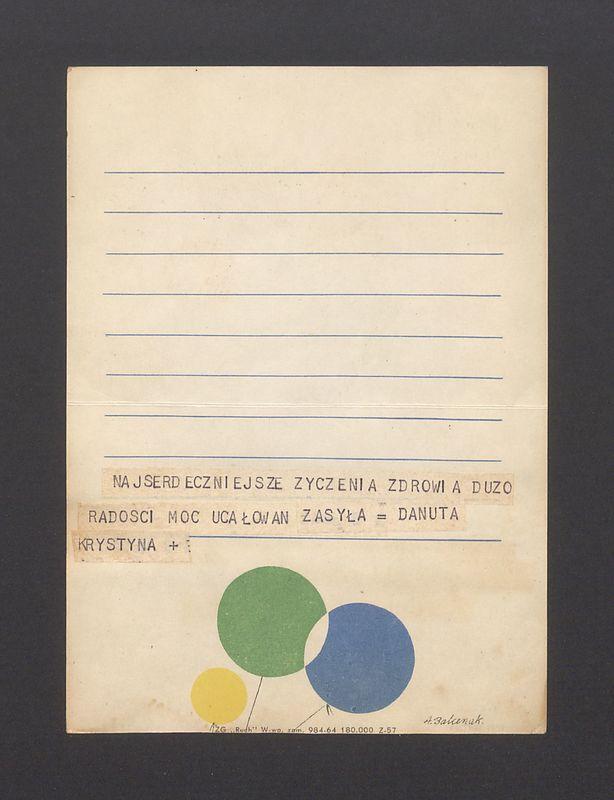 NAJSERDECZNIEJSZE ZYCZENIA ZDROWIA DUZO
RADOSCI MOC UCAŁOWAN ZASYŁA = DANUTA
KRYSTYNA +
ZG „Ruch” W-wa, zam. 984-64 180.000 Z-57